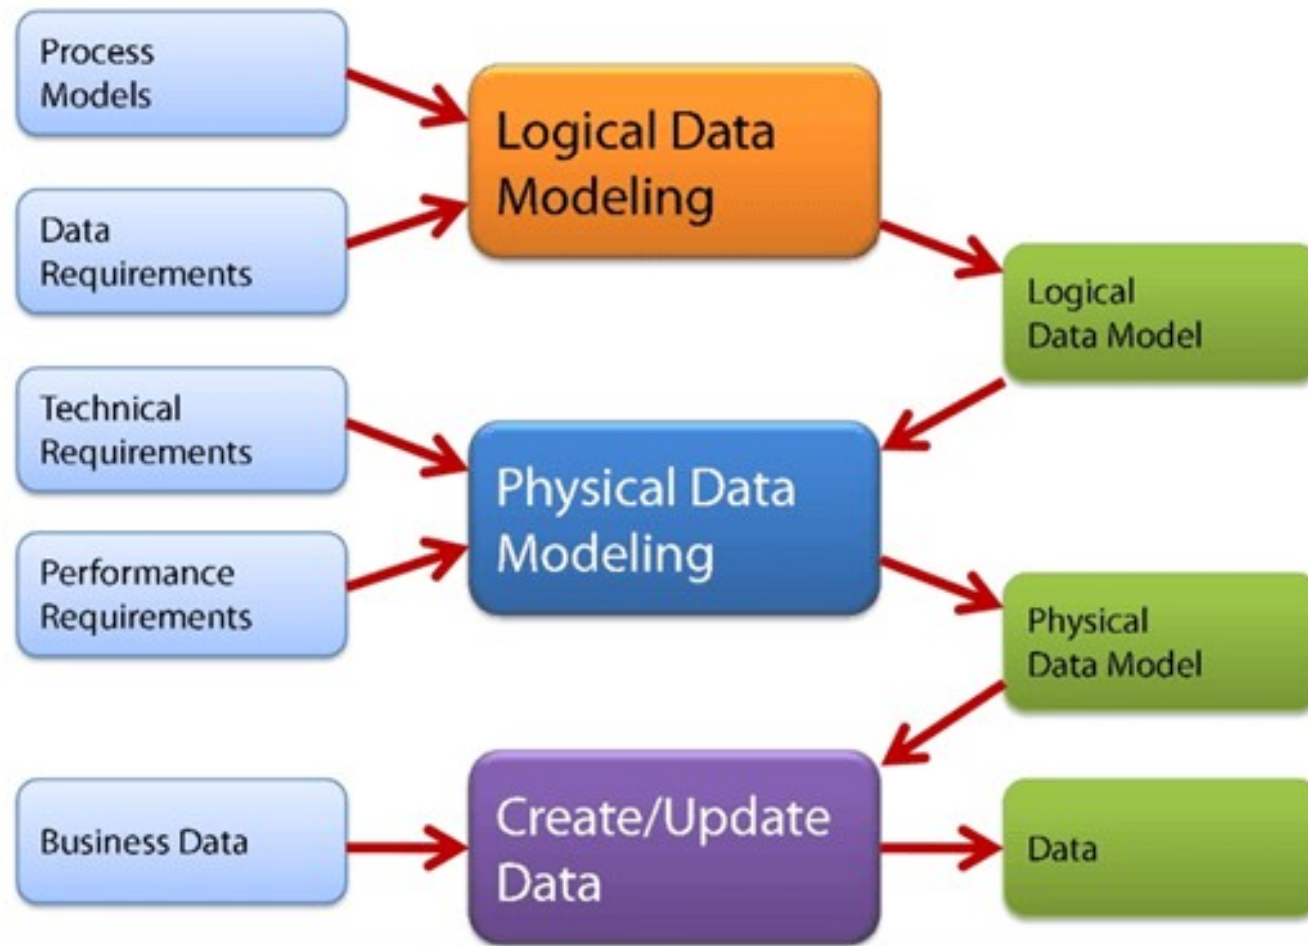 Process
Models
Logical Data
Modeling
Data
Requirements
Logical
Data Model
Technical
Requirements
Physical Data
Modeling
Performance
Requirements
Physical
Data Model
Business Data
Create/Update
Data
Data